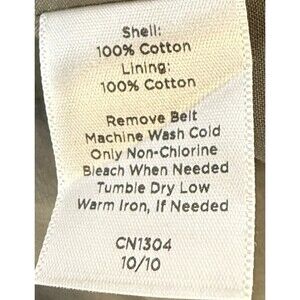 Shell:
100% Cotton
Lining:
100% Cotton
Remove Belt
Machine Wash Cold
Only Non-Chlorine
Bleach When Needed
Tumble Dry Low
Warm Iron, If Needed
CN1304
10/10